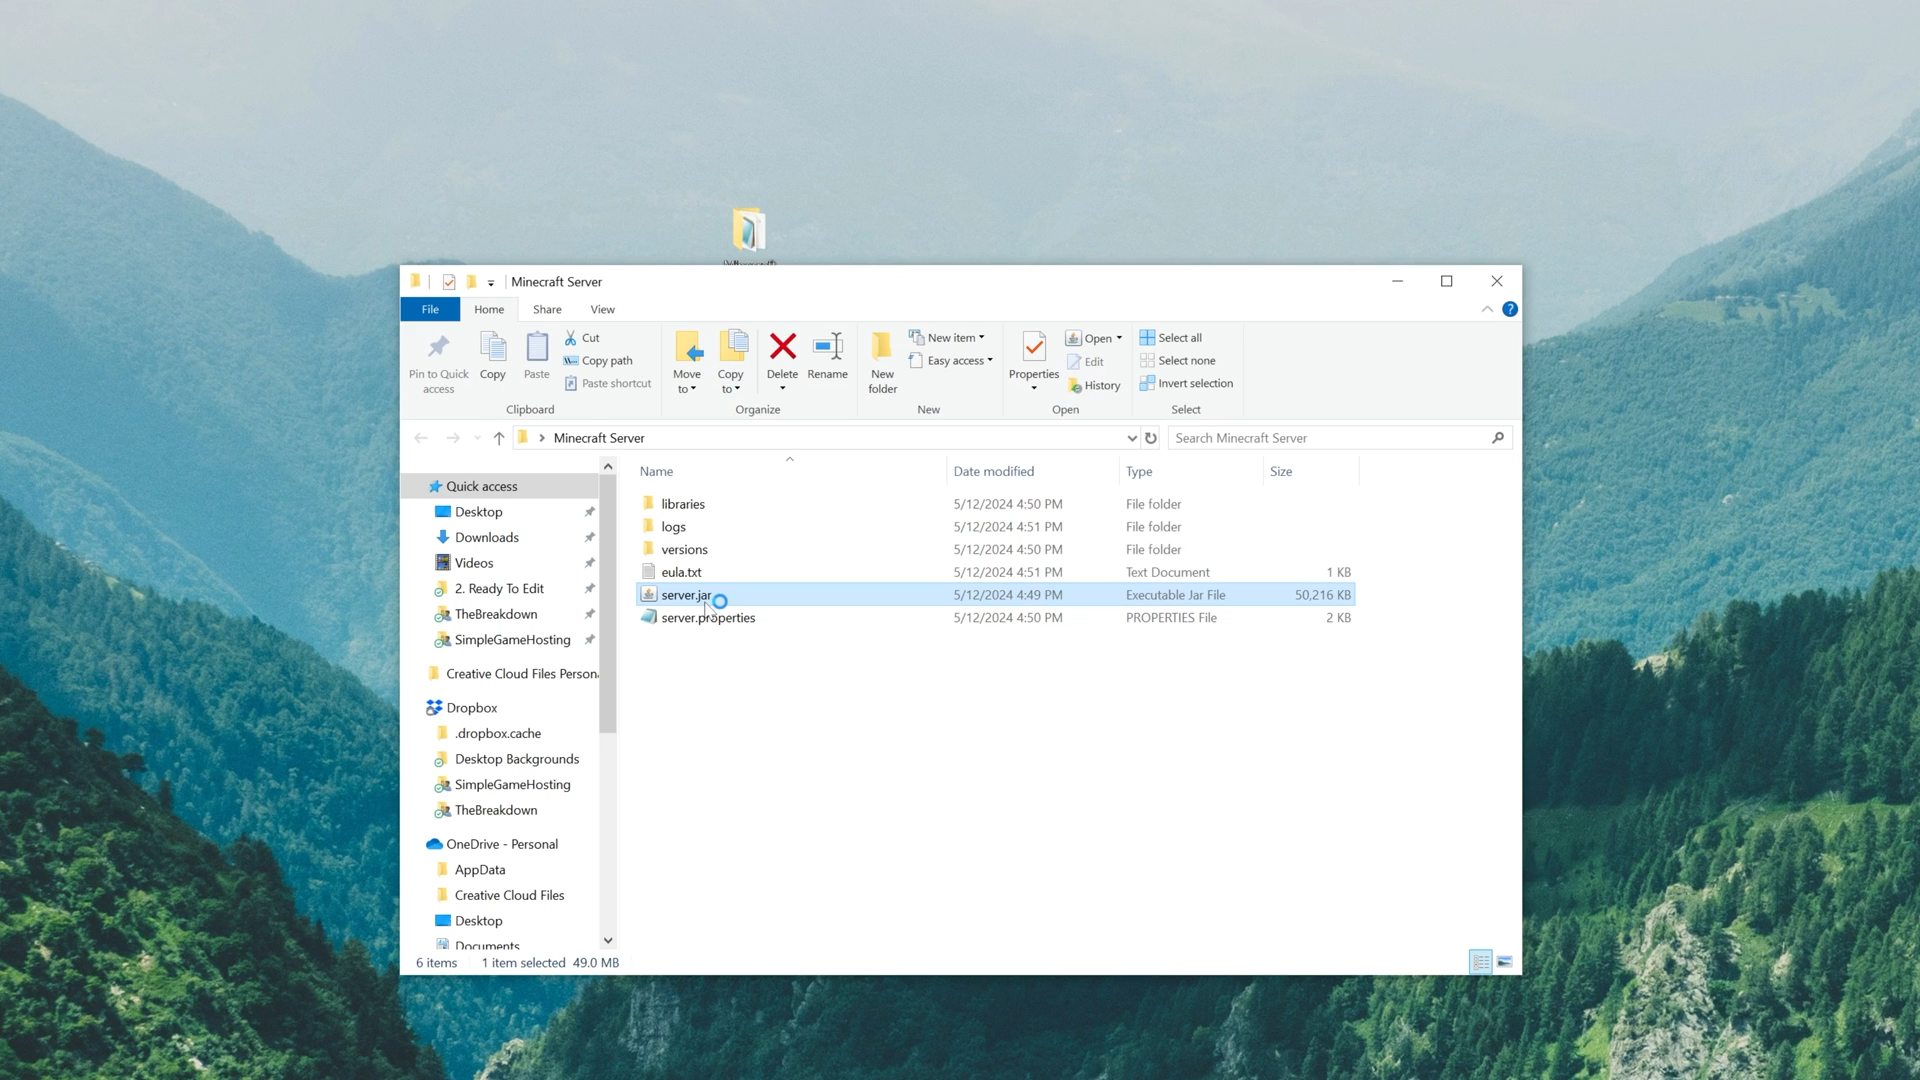 Minecraft Server
File Home Share View
Pin to Quick access
Copy
Paste
Cut
Copy path
Paste shortcut
Clipboard
Move to
Copy to
Delete
Rename
Organize
New folder
New item
Easy access
New
Properties
Open
Edit
History
Open
Select all
Select none
Invert selection
Select
Minecraft Server
Search Minecraft Server
Name Date modified Type Size
Quick access
Desktop
Downloads
Videos
2. Ready To Edit
TheBreakdown
SimpleGameHosting
Creative Cloud Files Persona
Dropbox
.dropbox.cache
Desktop Backgrounds
SimpleGameHosting
TheBreakdown
OneDrive - Personal
AppData
Creative Cloud Files
Desktop
Documents
libraries 5/12/2024 4:50 PM File folder
logs 5/12/2024 4:51 PM File folder
versions 5/12/2024 4:50 PM File folder
eula.txt 5/12/2024 4:51 PM Text Document 1 KB
server.jar 5/12/2024 4:49 PM Executable Jar File 50,216 KB
server.properties 5/12/2024 4:50 PM PROPERTIES File 2 KB
6 items 1 item selected 49.0 MB